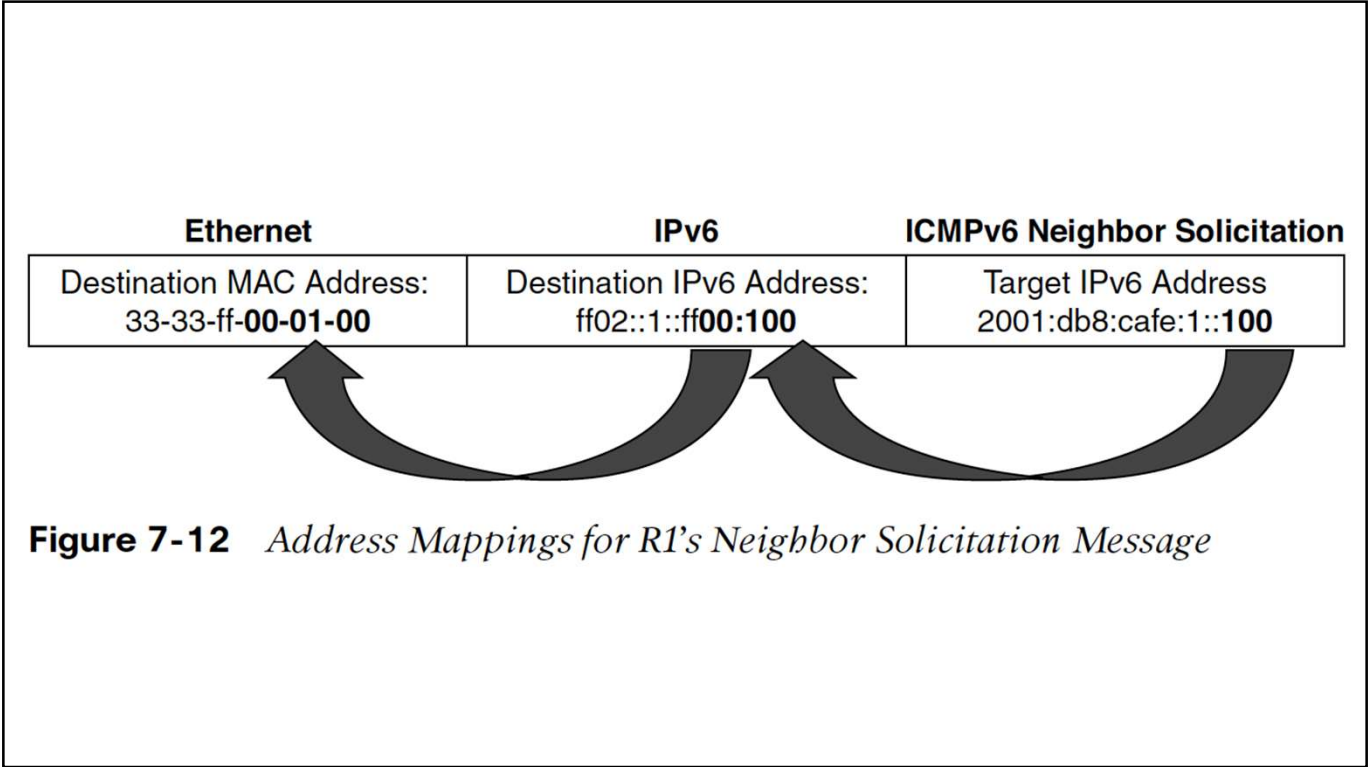 Ethernet IPv6 ICMPv6 Neighbor Solicitation
Destination MAC Address: Destination IPv6 Address: Target IPv6 Address
33-33-ff-00-01-00 ff02::1::ff00:100 2001:db8:cafe:1::100
Figure 7-12 Address Mappings for R1’s Neighbor Solicitation Message